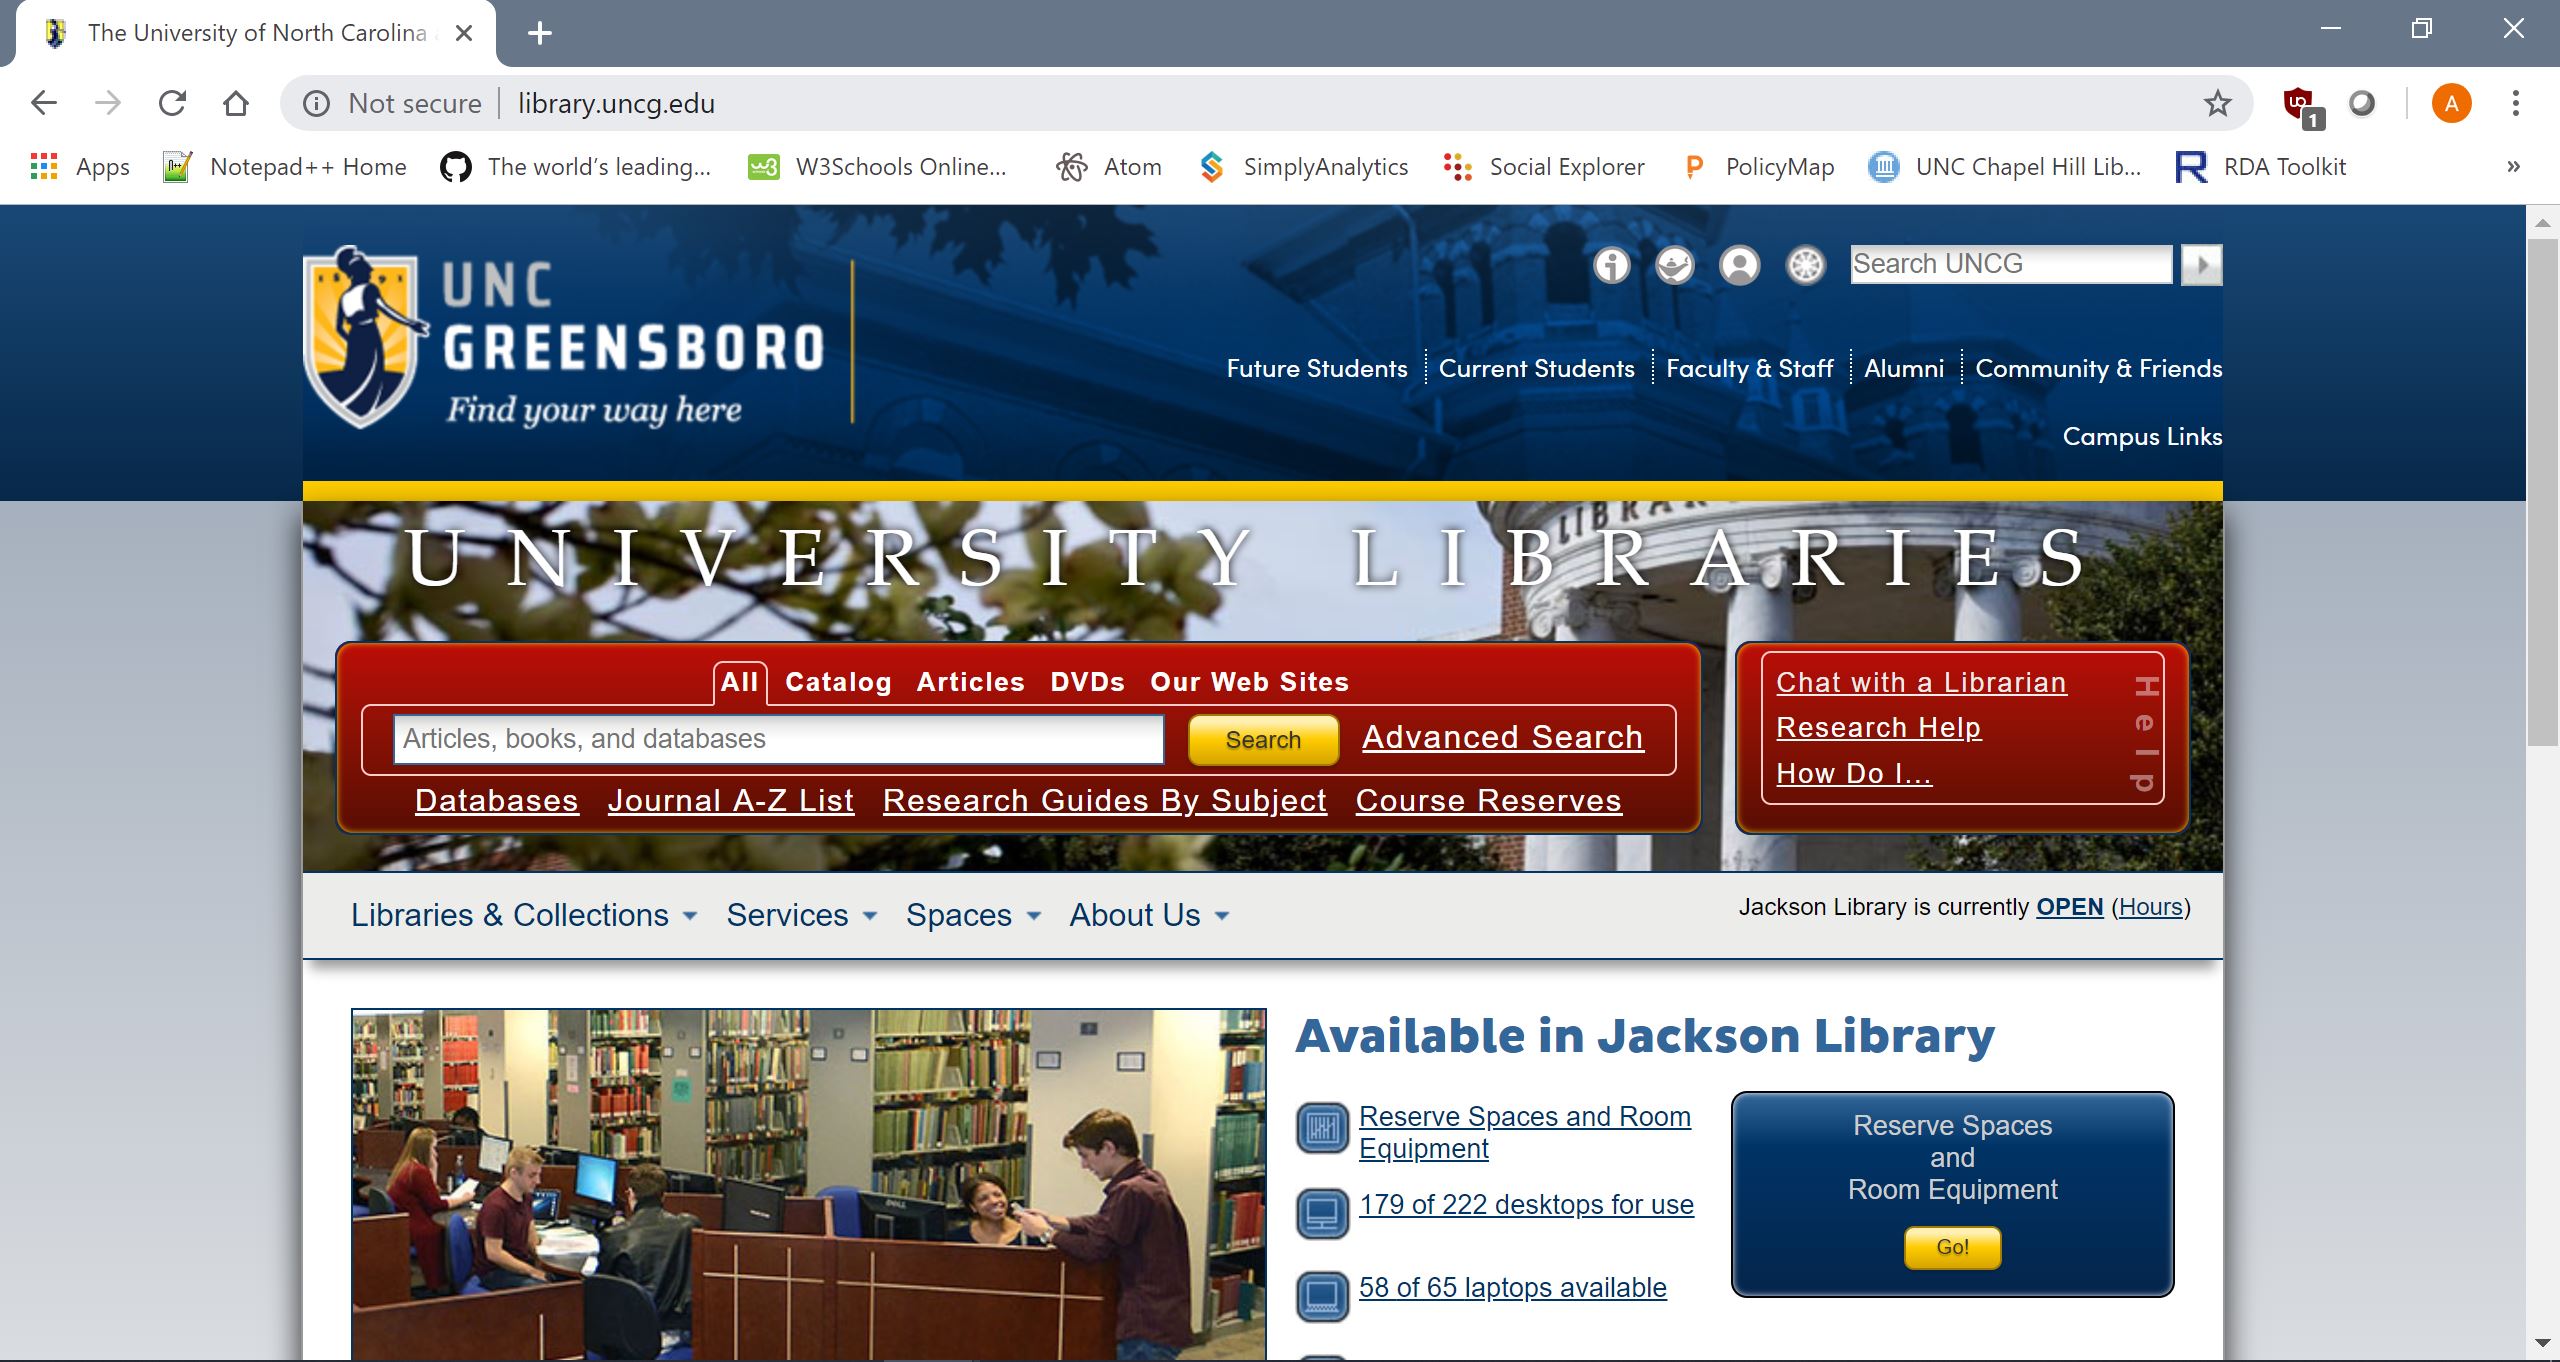 The University of North Carolina
Not secure library.uncg.edu
1
A
Apps Notepad++ Home The world's leading... W3Schools Online... Atom SimplyAnalytics Social Explorer PolicyMap UNC Chapel Hill Lib... RDA Toolkit »
UNC
GREENSBORO
Find your way here
Search UNCG
Future Students Current Students Faculty & Staff Alumni Community & Friends
Campus Links
LIBRAR
UNIVERSITY LIBRARIES
All Catalog Articles DVDs Our Web Sites
Articles, books, and databases Search Advanced Search
Databases Journal A-Z List Research Guides By Subject Course Reserves
Chat with a Librarian
Research Help
How Do I...
Help
Libraries & Collections Services Spaces About Us
Jackson Library is currently OPEN (Hours)
Available in Jackson Library
Reserve Spaces and Room
Equipment
179 of 222 desktops for use
58 of 65 laptops available
Reserve Spaces
and
Room Equipment
Go!